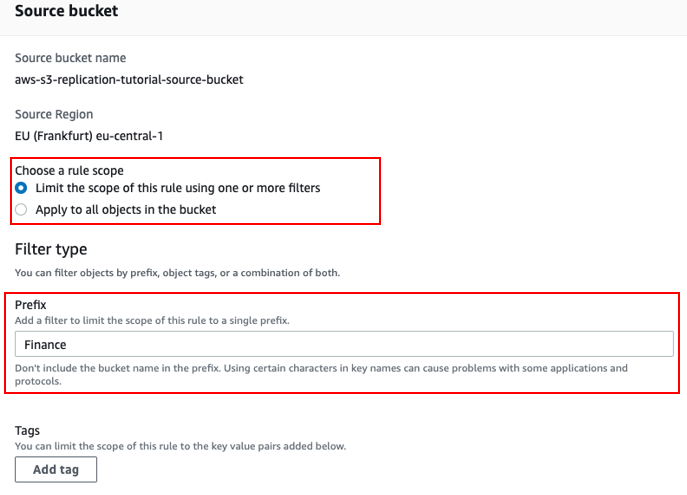 Source bucket
Source bucket name
aws-s3-replication-tutorial-source-bucket
Source Region
EU (Frankfurt) eu-central-1
Choose a rule scope
Limit the scope of this rule using one or more filters
Apply to all objects in the bucket
Filter type
You can filter objects by prefix, object tags, or a combination of both.
Prefix
Add a filter to limit the scope of this rule to a single prefix.
Finance
Don't include the bucket name in the prefix. Using certain characters in key names can cause problems with some applications and
protocols.
Tags
You can limit the scope of this rule to the key value pairs added below.
Add tag